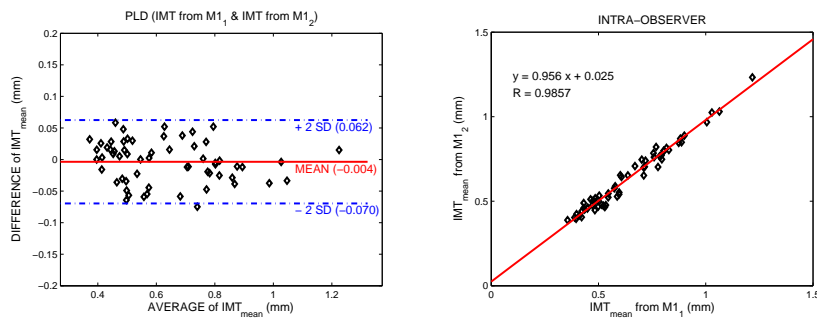 PLD (IMT from M1₁ & IMT from M1₂)
0.2
0.15
0.1
0.05
0
−0.05
−0.1
−0.15
−0.2
DIFFERENCE of IMTmean (mm)
+ 2 SD (0.062)
MEAN (−0.004)
− 2 SD (−0.070)
0.4 0.6 0.8 1 1.2
AVERAGE of IMTmean (mm)
INTRA−OBSERVER
1.5
1
0.5
0
IMTmean from M1₂ (mm)
y = 0.956 x + 0.025
R = 0.9857
0 0.5 1 1.5
IMTmean from M1₁ (mm)